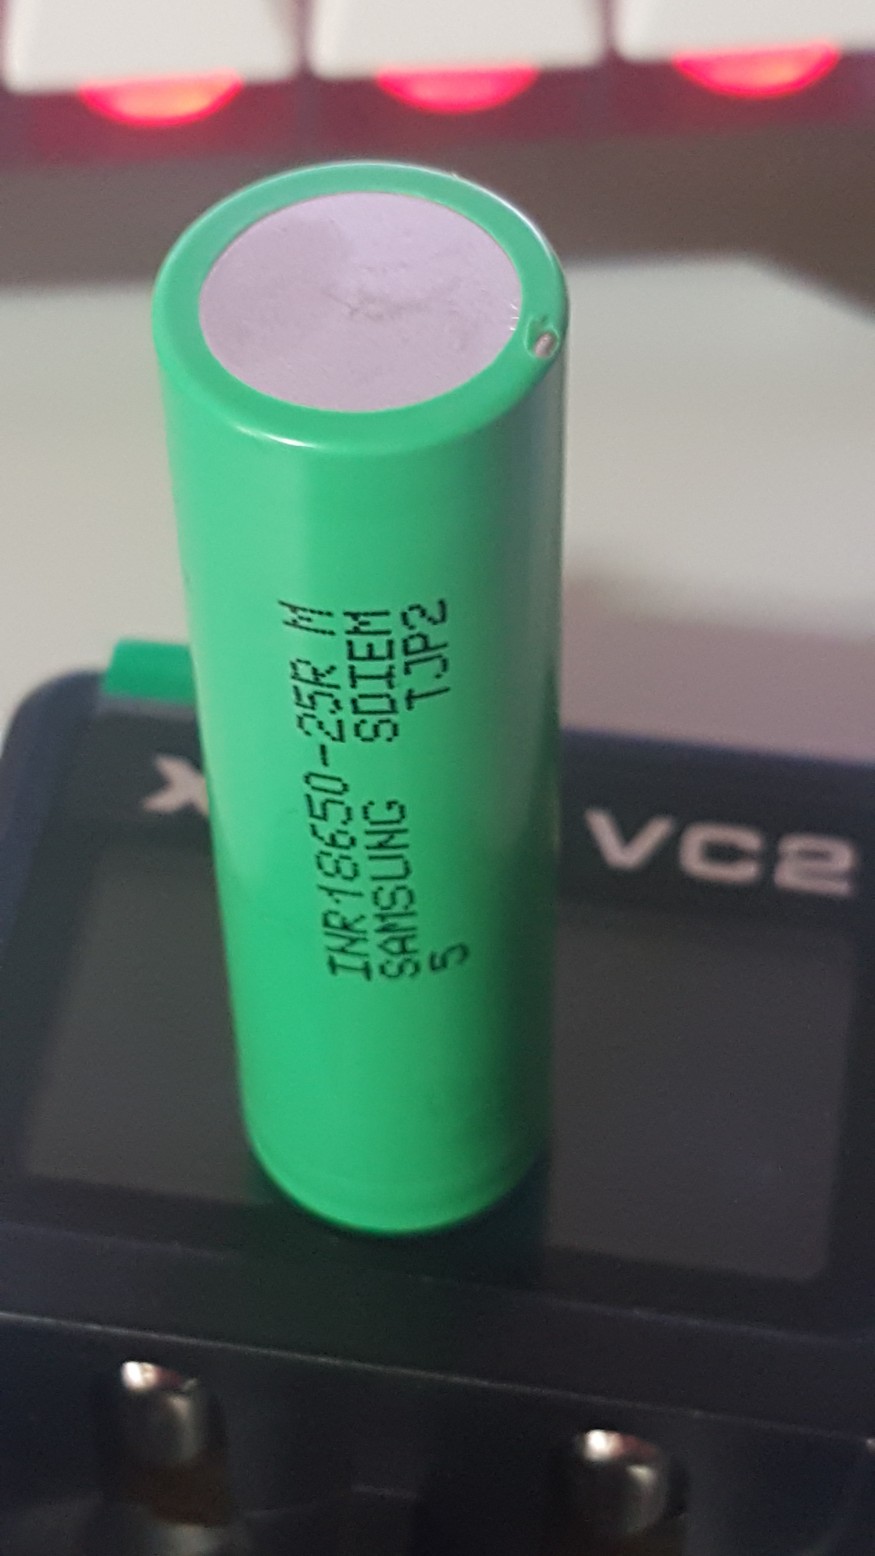 INR18650-25R M
SAMSUNG SDIEM
5 TJP2
X
VC2